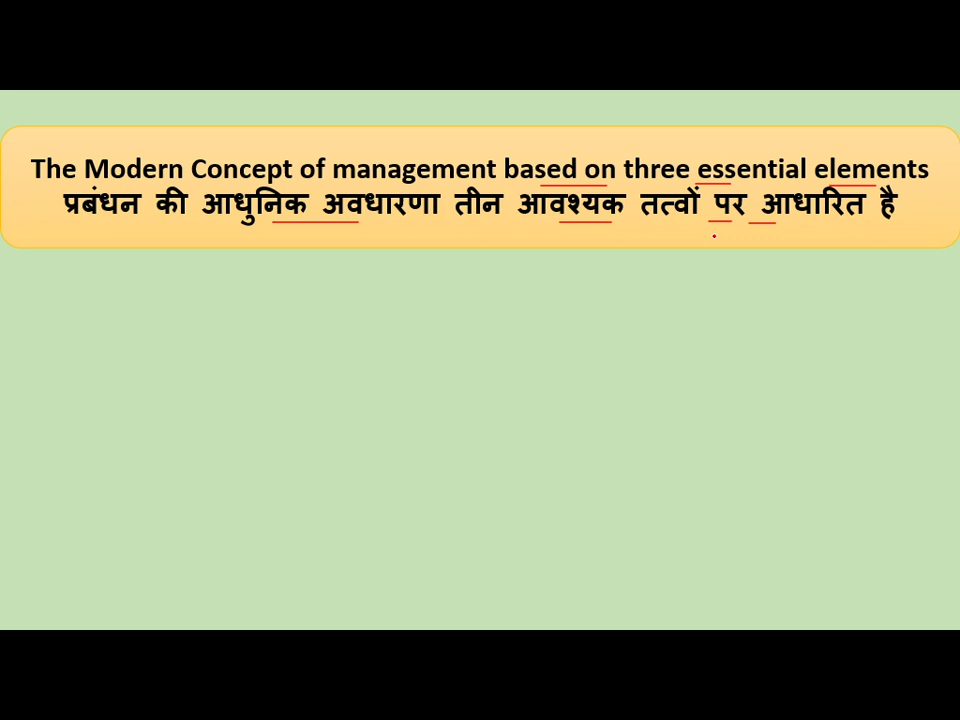 The Modern Concept of management based on three essential elements
प्रबंधन की आधुनिक अवधारणा तीन आवश्यक तत्वों पर आधारित है